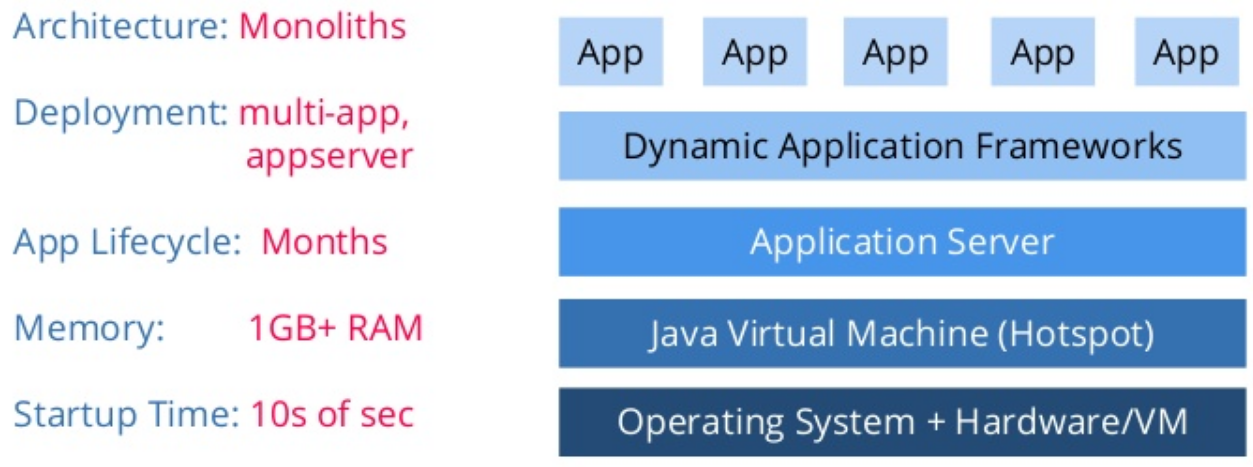 Architecture: Monoliths
Deployment: multi-app,
appserver
App Lifecycle: Months
Memory: 1GB+ RAM
Startup Time: 10s of sec
App App App App App
Dynamic Application Frameworks
Application Server
Java Virtual Machine (Hotspot)
Operating System + Hardware/VM